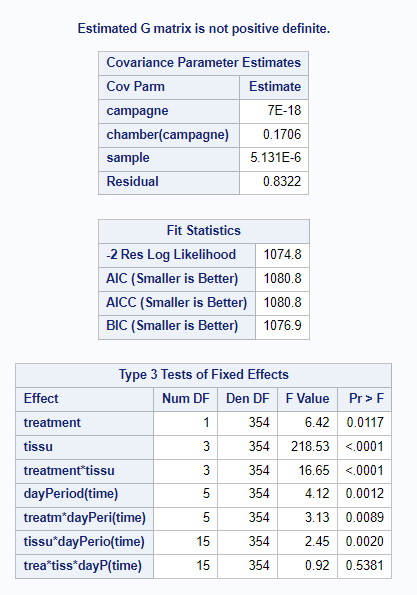 Estimated G matrix is not positive definite.
Covariance Parameter Estimates
Cov Parm Estimate
campagne 7E-18
chamber(campagne) 0.1706
sample 5.131E-6
Residual 0.8322
Fit Statistics
-2 Res Log Likelihood 1074.8
AIC (Smaller is Better) 1080.8
AICC (Smaller is Better) 1080.8
BIC (Smaller is Better) 1076.9
Type 3 Tests of Fixed Effects
Effect Num DF Den DF F Value Pr > F
treatment 1 354 6.42 0.0117
tissu 3 354 218.53 <.0001
treatment*tissu 3 354 16.65 <.0001
dayPeriod(time) 5 354 4.12 0.0012
treatm*dayPeri(time) 5 354 3.13 0.0089
tissu*dayPerio(time) 15 354 2.45 0.0020
trea*tiss*dayP(time) 15 354 0.92 0.5381